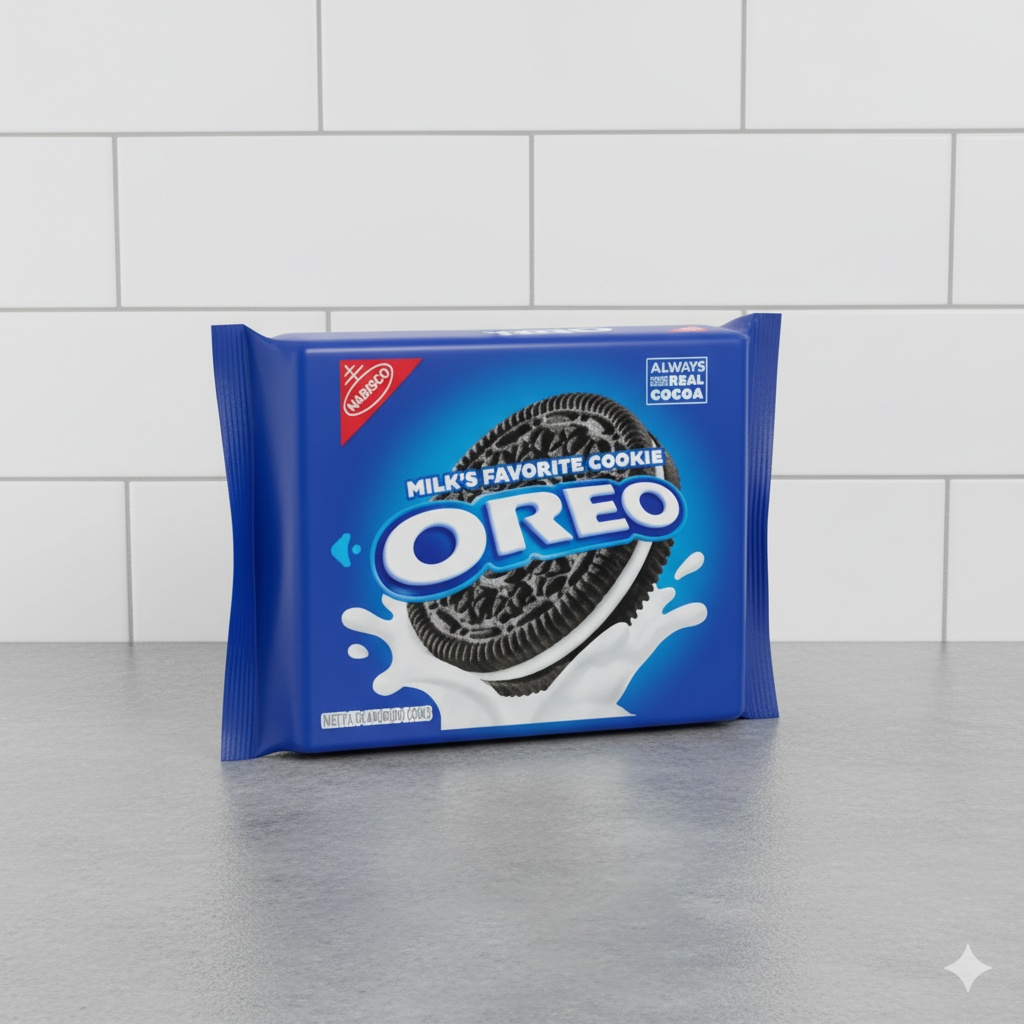 NABISCO
ALWAYS
REAL
COCOA
MILK'S FAVORITE COOKIE
OREO